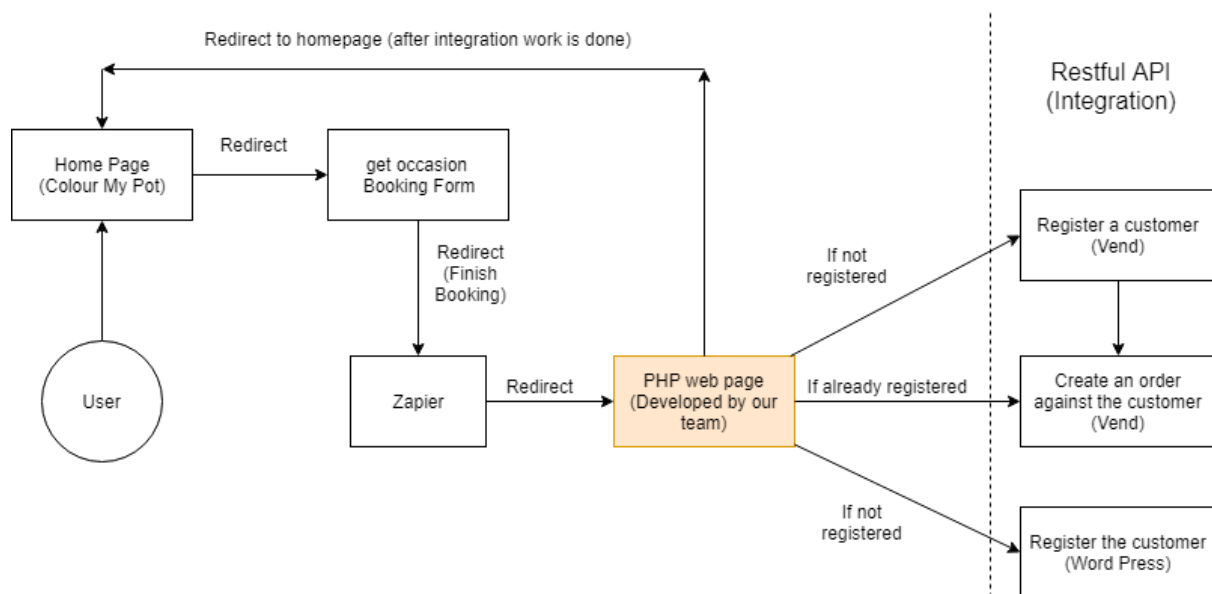 Redirect to homepage (after integration work is done)
Restful API
(Integration)
Home Page
(Colour My Pot)
Redirect
get occasion
Booking Form
Redirect
(Finish
Booking)
If not
registered
Register a customer
(Vend)
User
Zapier
Redirect
PHP web page
(Developed by our
team)
If already registered
Create an order
against the customer
(Vend)
If not
registered
Register the customer
(Word Press)